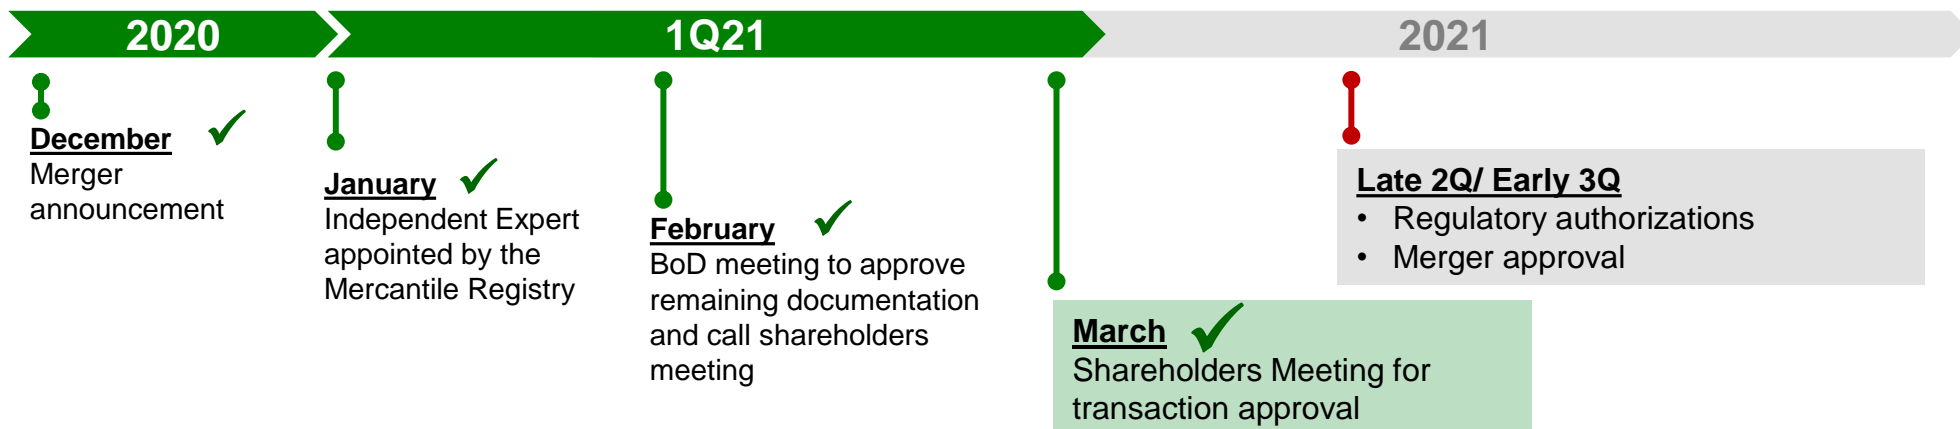 2020
1Q21
2021
December
Merger
announcement
January
Independent Expert
appointed by the
Mercantile Registry
February
BoD meeting to approve
remaining documentation
and call shareholders
meeting
March
Shareholders Meeting for
transaction approval
Late 2Q/ Early 3Q
• Regulatory authorizations
• Merger approval